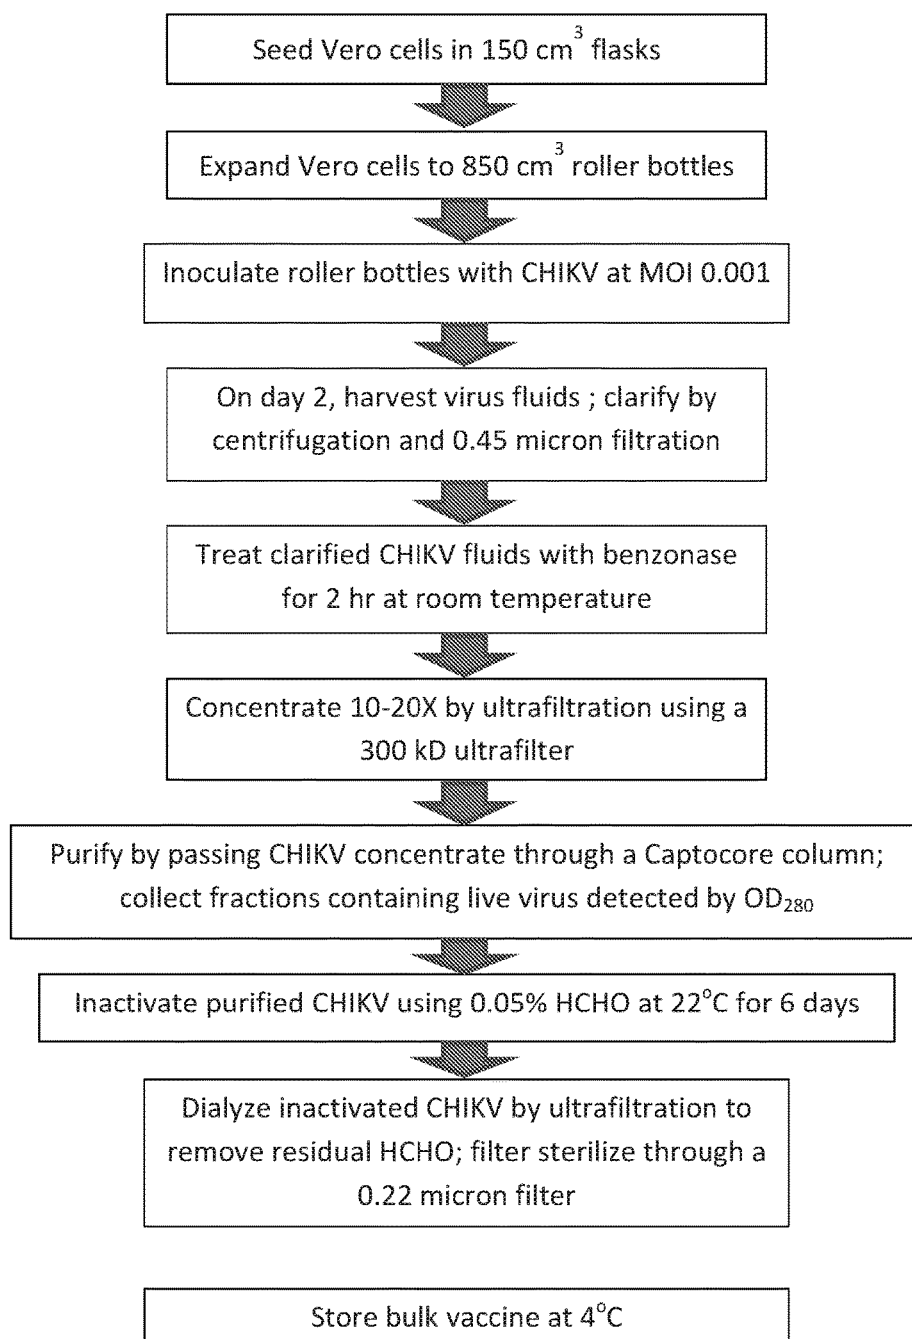 Seed Vero cells in 150 cm³ flasks
Expand Vero cells to 850 cm³ roller bottles
Inoculate roller bottles with CHIKV at MOI 0.001
On day 2, harvest virus fluids ; clarify by
centrifugation and 0.45 micron filtration
Treat clarified CHIKV fluids with benzonase
for 2 hr at room temperature
Concentrate 10-20X by ultrafiltration using a
300 kD ultrafilter
Purify by passing CHIKV concentrate through a Captocore column;
collect fractions containing live virus detected by OD₂₈₀
Inactivate purified CHIKV using 0.05% HCHO at 22°C for 6 days
Dialyze inactivated CHIKV by ultrafiltration to
remove residual HCHO; filter sterilize through a
0.22 micron filter
Store bulk vaccine at 4°C